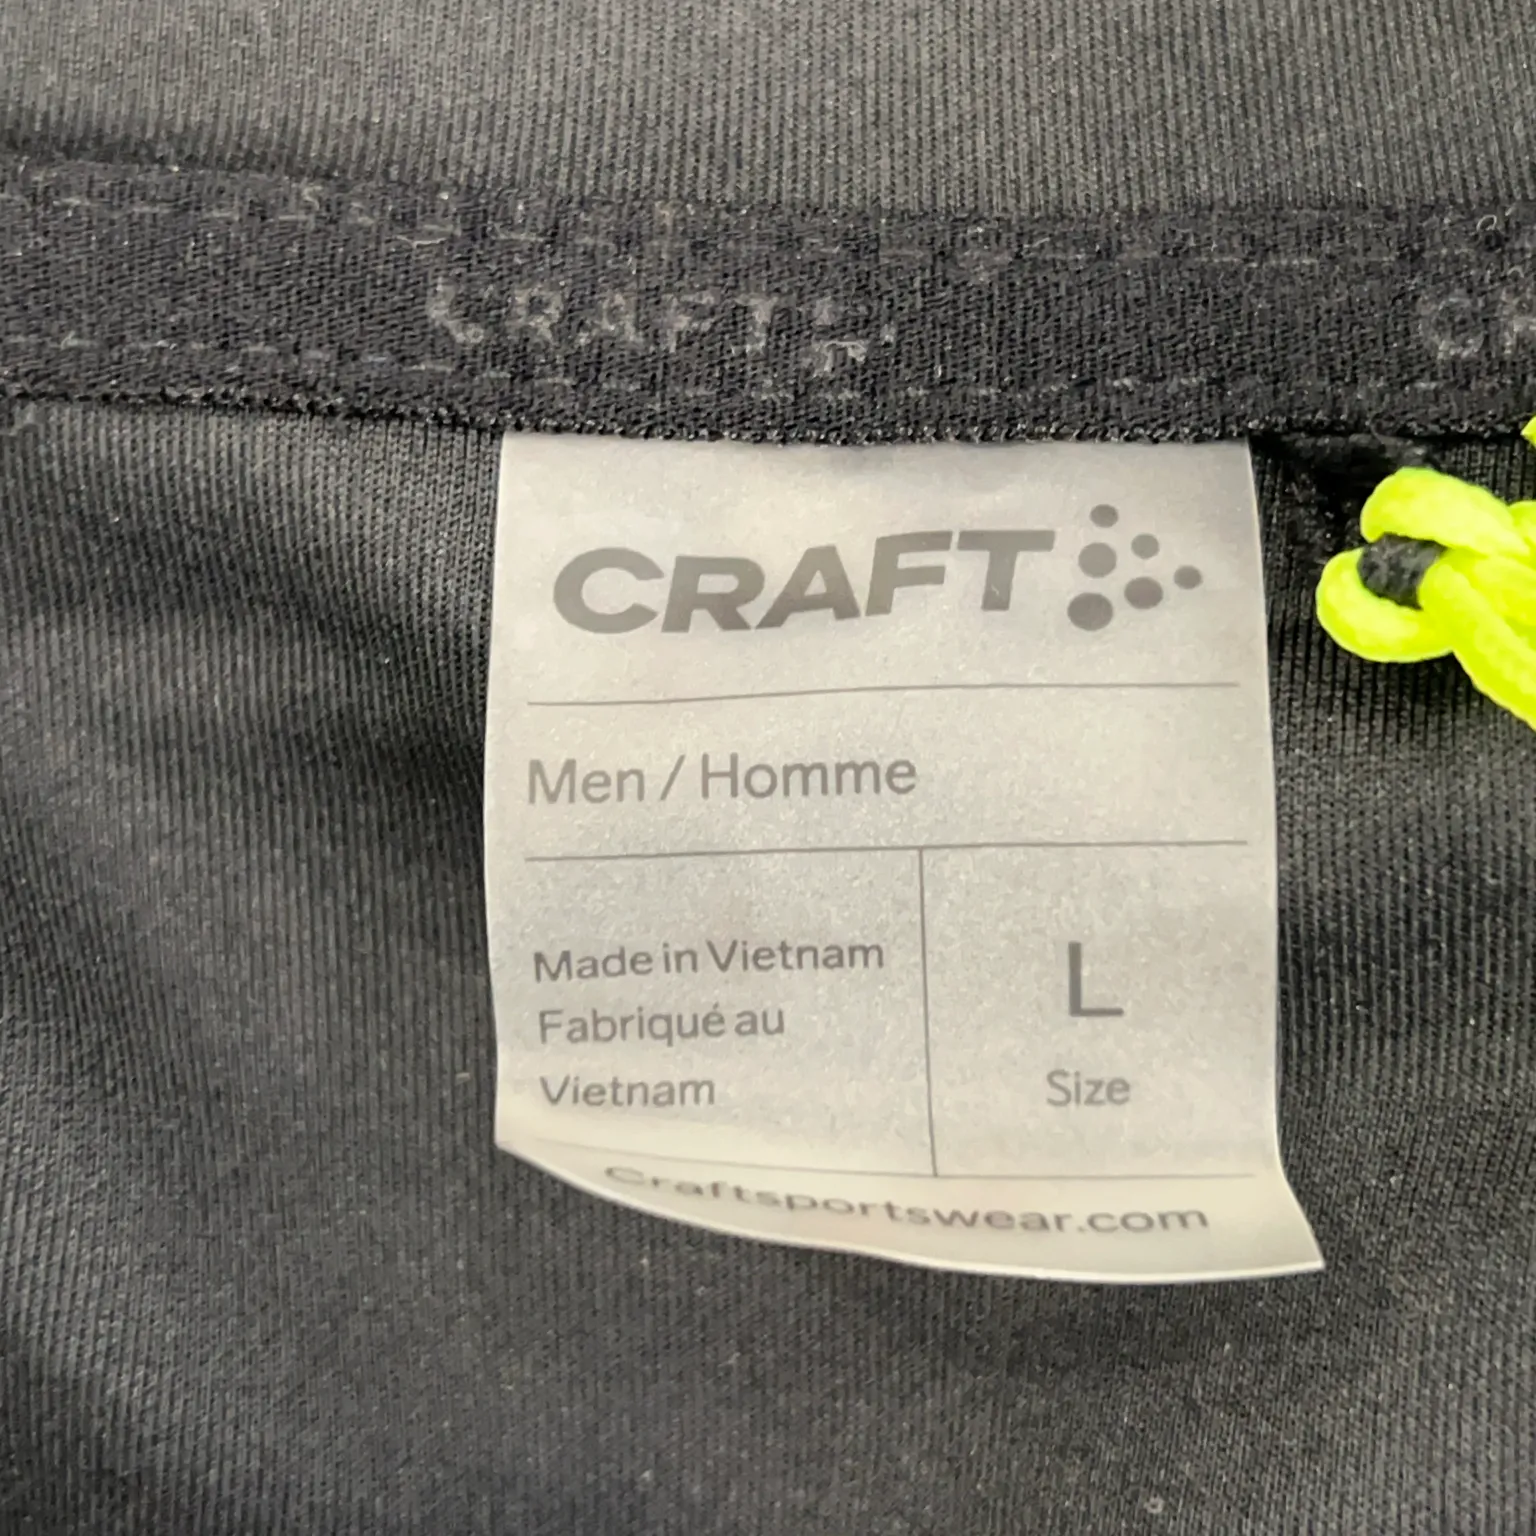 CRAFT
CRAFT
Men / Homme
Made in Vietnam
Fabriqué au
Vietnam
L
Size
Craftsportswear.com